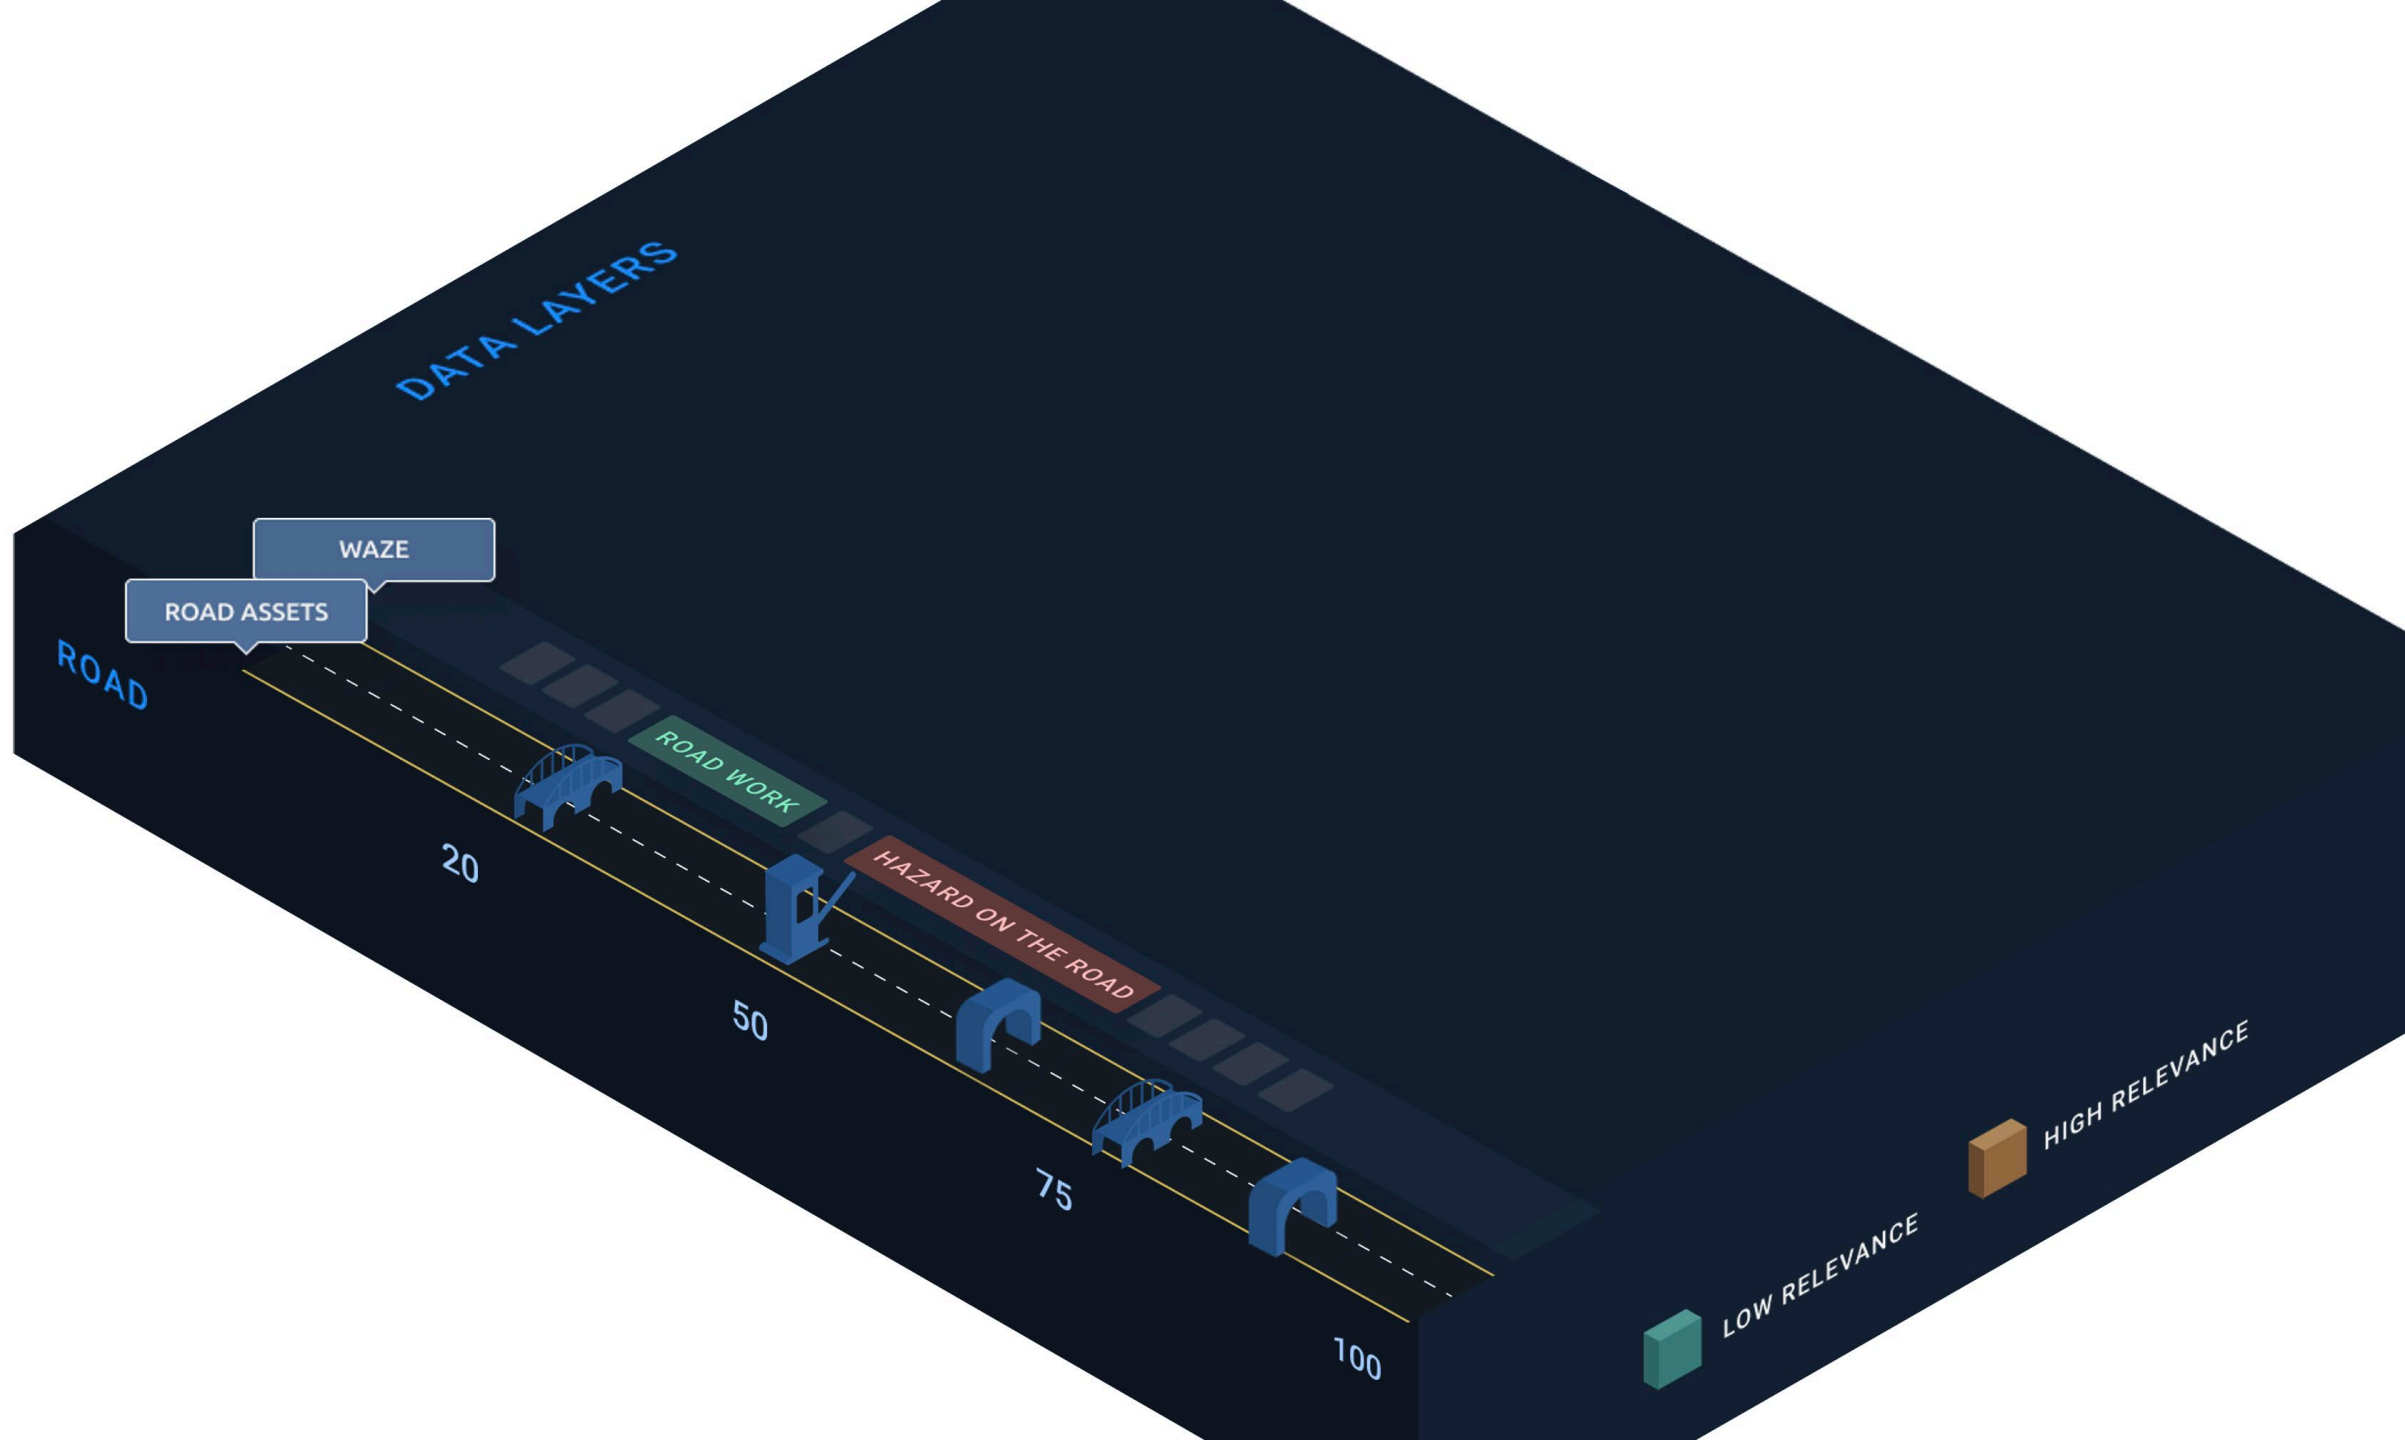 DATA LAYERS
WAZE
ROAD ASSETS
ROAD
ROAD WORK
HAZARD ON THE ROAD
20
50
75
100
HIGH RELEVANCE
LOW RELEVANCE